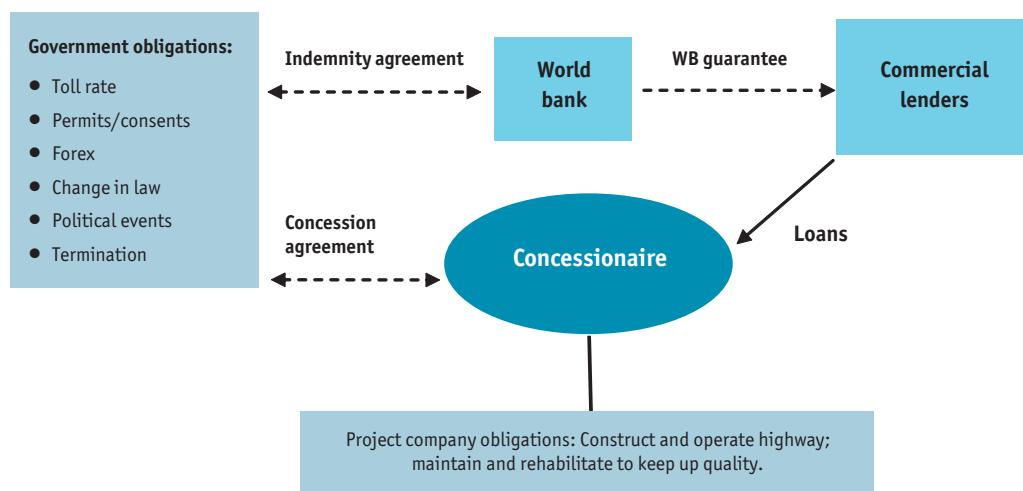 Government obligations:
● Toll rate
● Permits/consents
● Forex
● Change in law
● Political events
● Termination
Indemnity agreement
World
bank
WB guarantee
Commercial
lenders
Concession
agreement
Concessionaire
Loans
Project company obligations: Construct and operate highway;
maintain and rehabilitate to keep up quality.